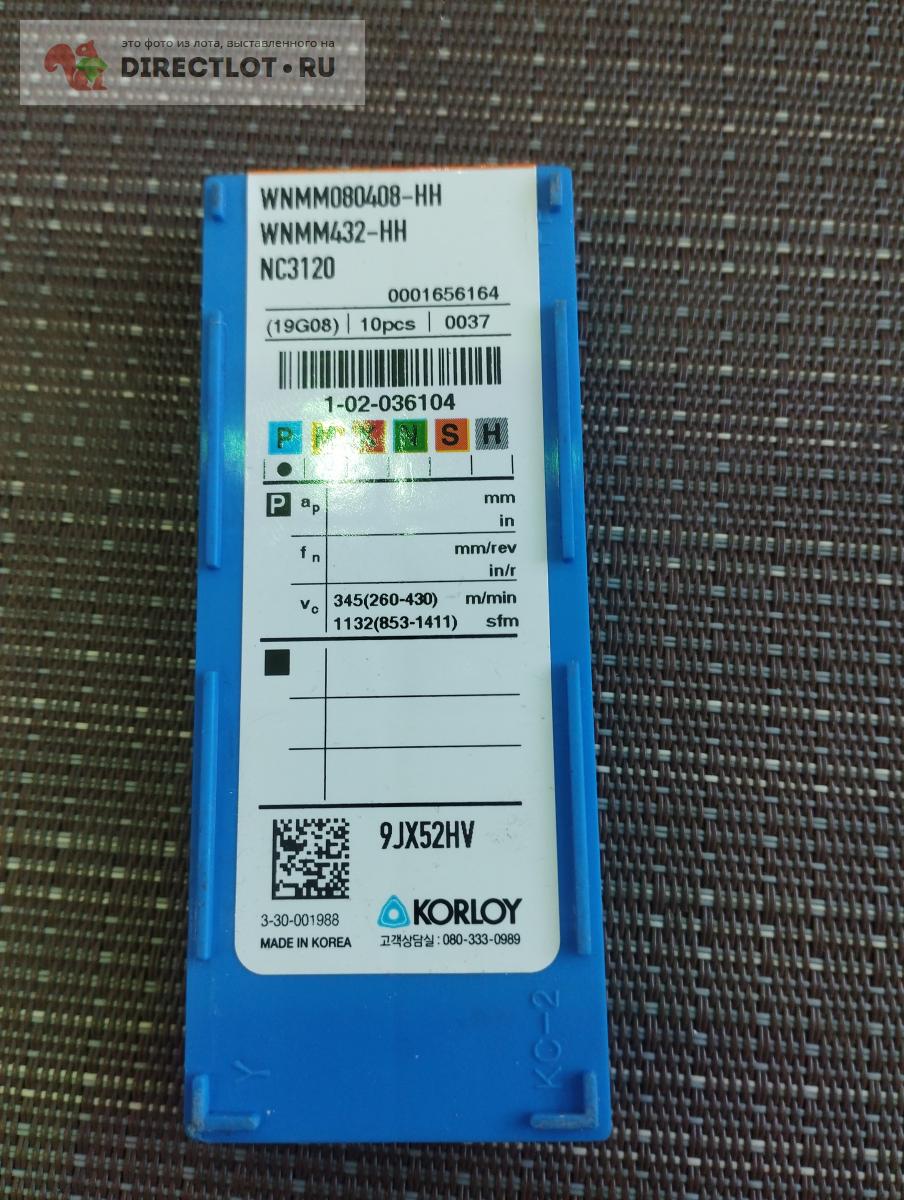 это фото из лота, выставленного на
DIRECTLOT.RU
WNMM080408-HH
WNMM432-HH
NC3120
0001656164
(19G08) 10pcs 0037
1-02-036104
P M K N S H
P ap mm
in
fn mm/rev
in/r
vc 345(260-430) m/min
1132(853-1411) sfm
9JX52HV
3-30-001988
KORLOY
MADE IN KOREA
고객상담실 : 080-333-0989
KC-2
Y